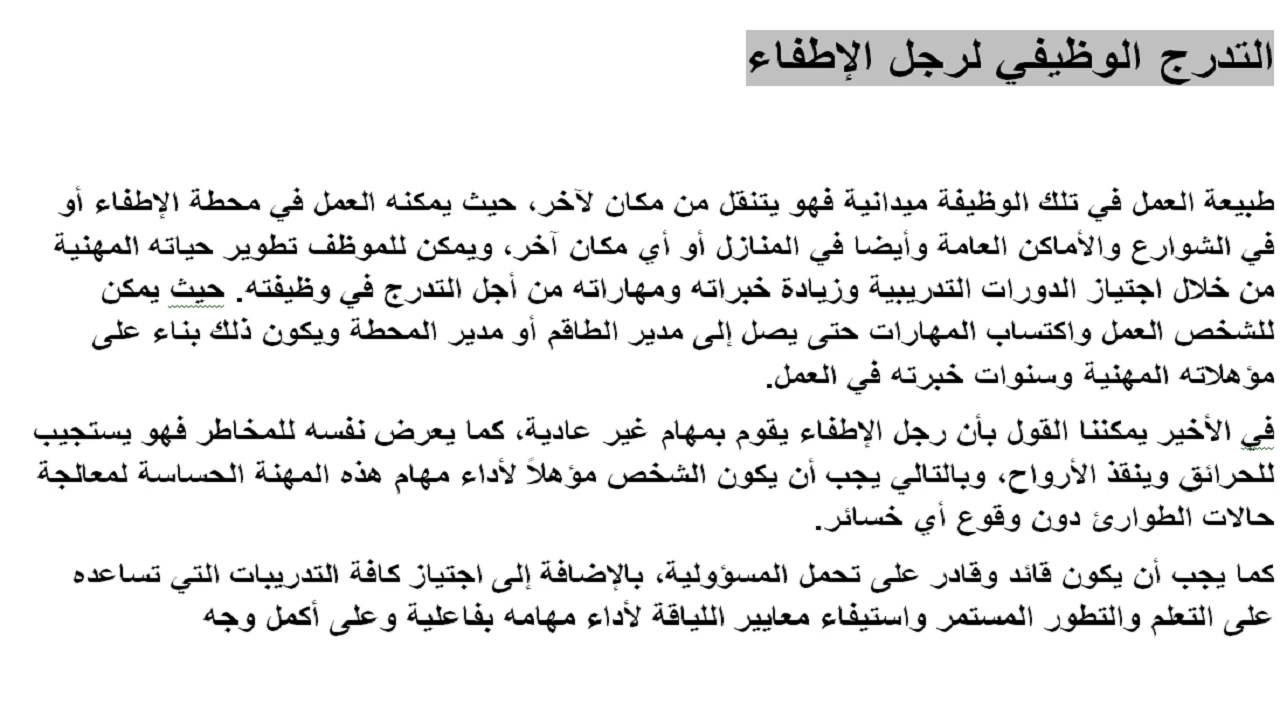 التدرج الوظيفي لرجل الإطفاء
طبيعة العمل في تلك الوظيفة ميدانية فهو يتنقل من مكان لآخر، حيث يمكنه العمل في محطة الإطفاء أو
في الشوارع والأماكن العامة وأيضا في المنازل أو أي مكان آخر، ويمكن للموظف تطوير حياته المهنية
من خلال اجتياز الدورات التدريبية وزيادة خبراته ومهاراته من أجل التدرج في وظيفته. حيث يمكن
للشخص العمل واكتساب المهارات حتى يصل إلى مدير الطاقم أو مدير المحطة ويكون ذلك بناء على
مؤهلاته المهنية وسنوات خبرته في العمل.
في الأخير يمكننا القول بأن رجل الإطفاء يقوم بمهام غير عادية، كما يعرض نفسه للمخاطر فهو يستجيب
للحرائق وينقذ الأرواح، وبالتالي يجب أن يكون الشخص مؤهلاً لأداء مهام هذه المهنة الحساسة لمعالجة
حالات الطوارئ دون وقوع أي خسائر.
كما يجب أن يكون قائد وقادر على تحمل المسؤولية، بالإضافة إلى اجتياز كافة التدريبات التي تساعده
على التعلم والتطور المستمر واستيفاء معايير اللياقة لأداء مهامه بفاعلية وعلى أكمل وجه